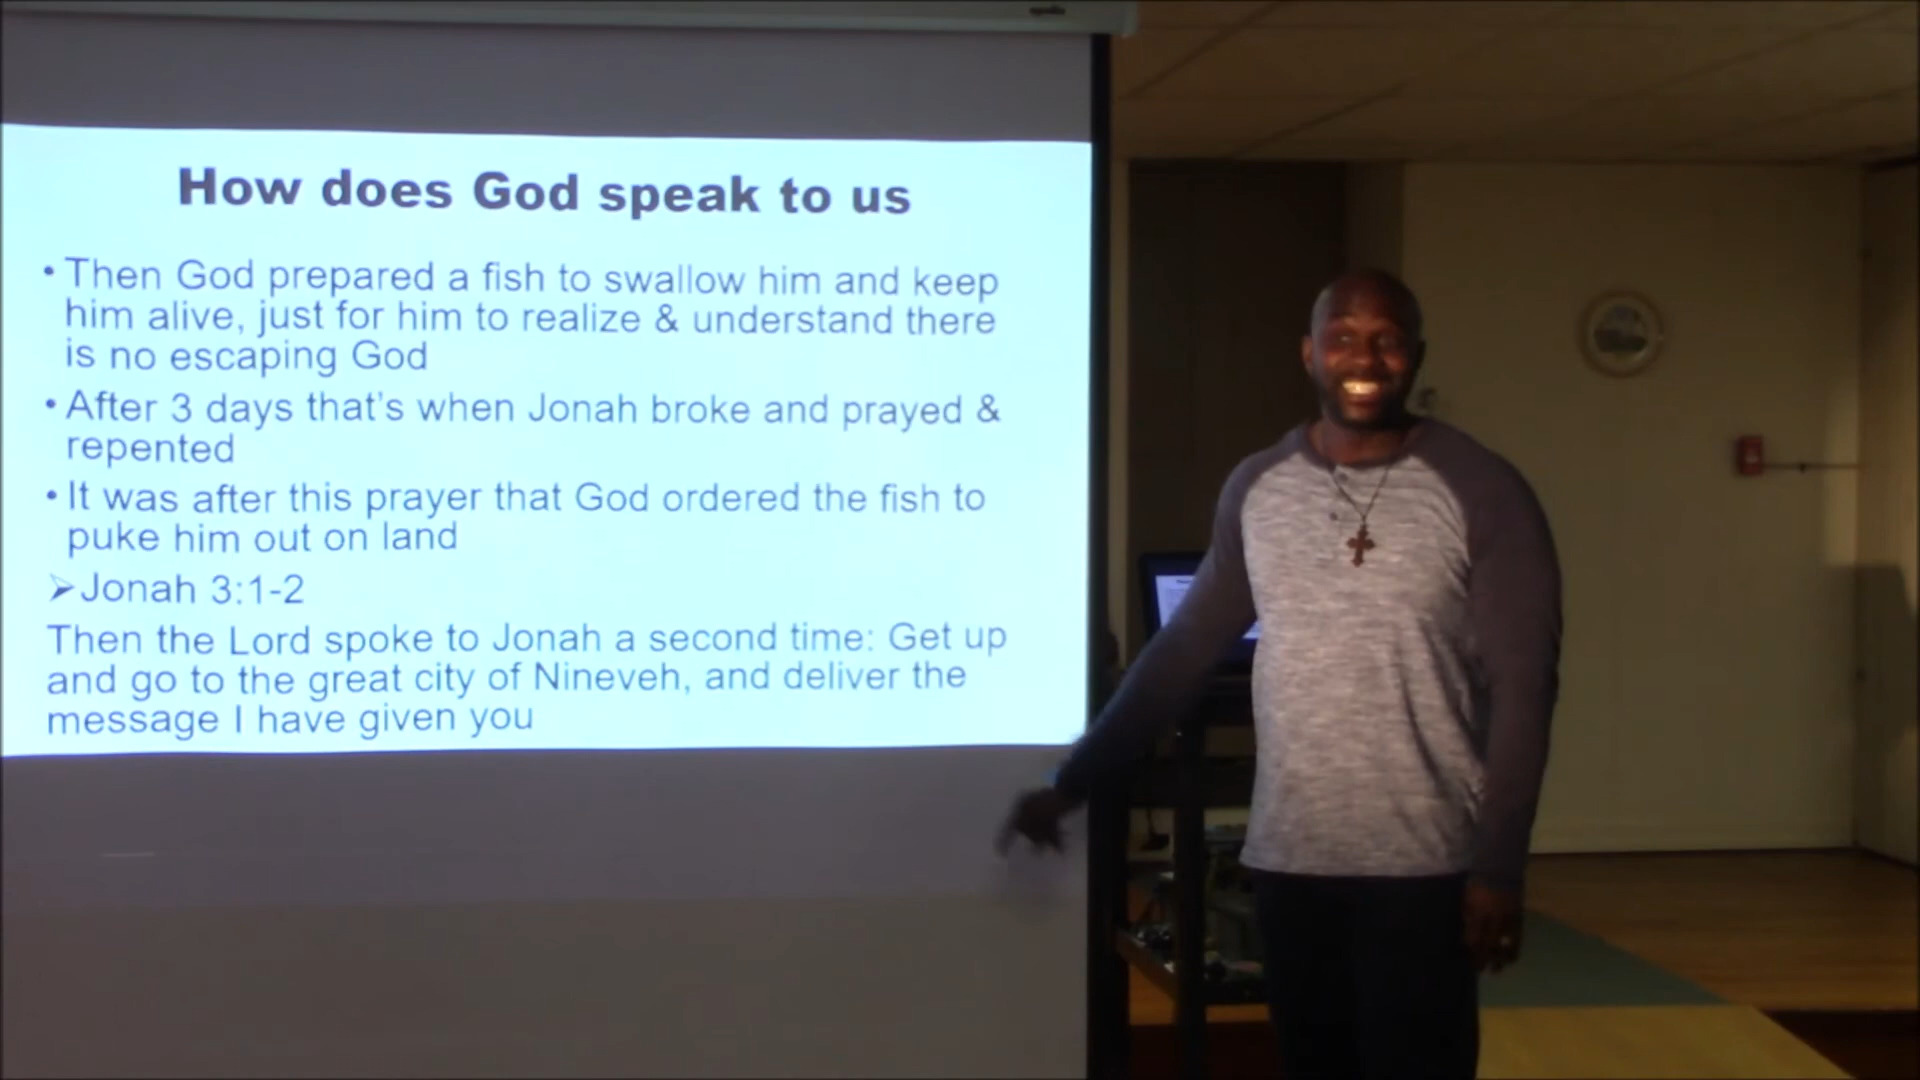 How does God speak to us
• Then God prepared a fish to swallow him and keep
him alive, just for him to realize & understand there
is no escaping God
• After 3 days that's when Jonah broke and prayed &
repented
• It was after this prayer that God ordered the fish to
puke him out on land
➢ Jonah 3:1-2
Then the Lord spoke to Jonah a second time: Get up
and go to the great city of Nineveh, and deliver the
message I have given you